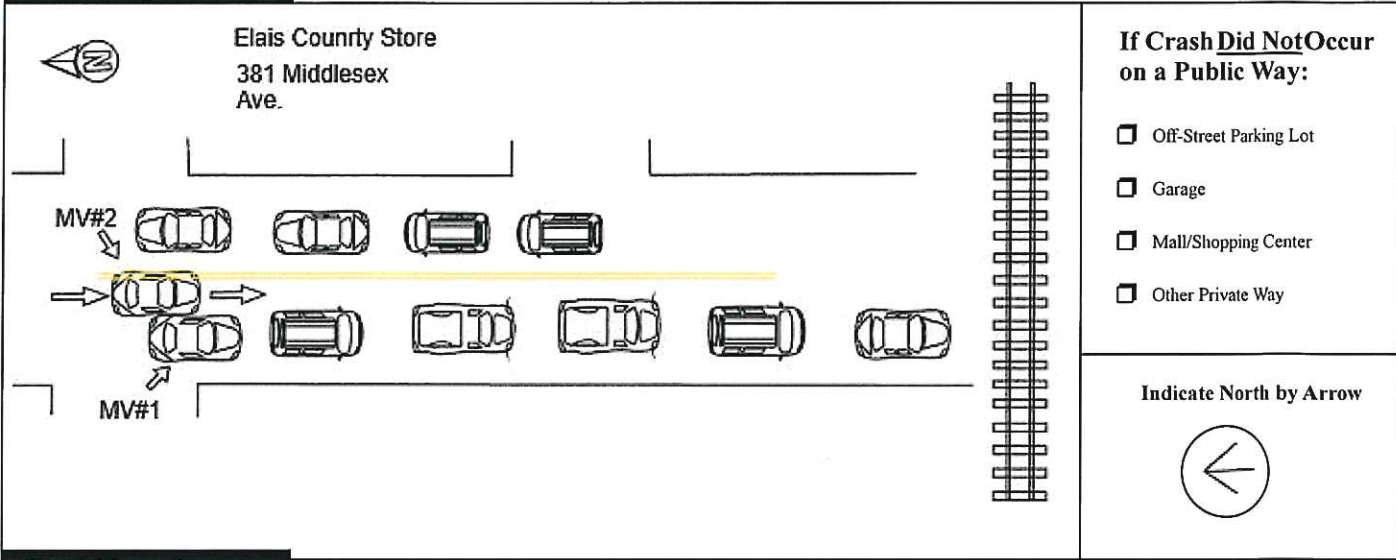 N
Elais Counrty Store
381 Middlesex
Ave.
MV#2
MV#1
If Crash Did Not Occur
on a Public Way:
Off-Street Parking Lot
Garage
Mall/Shopping Center
Other Private Way
Indicate North by Arrow